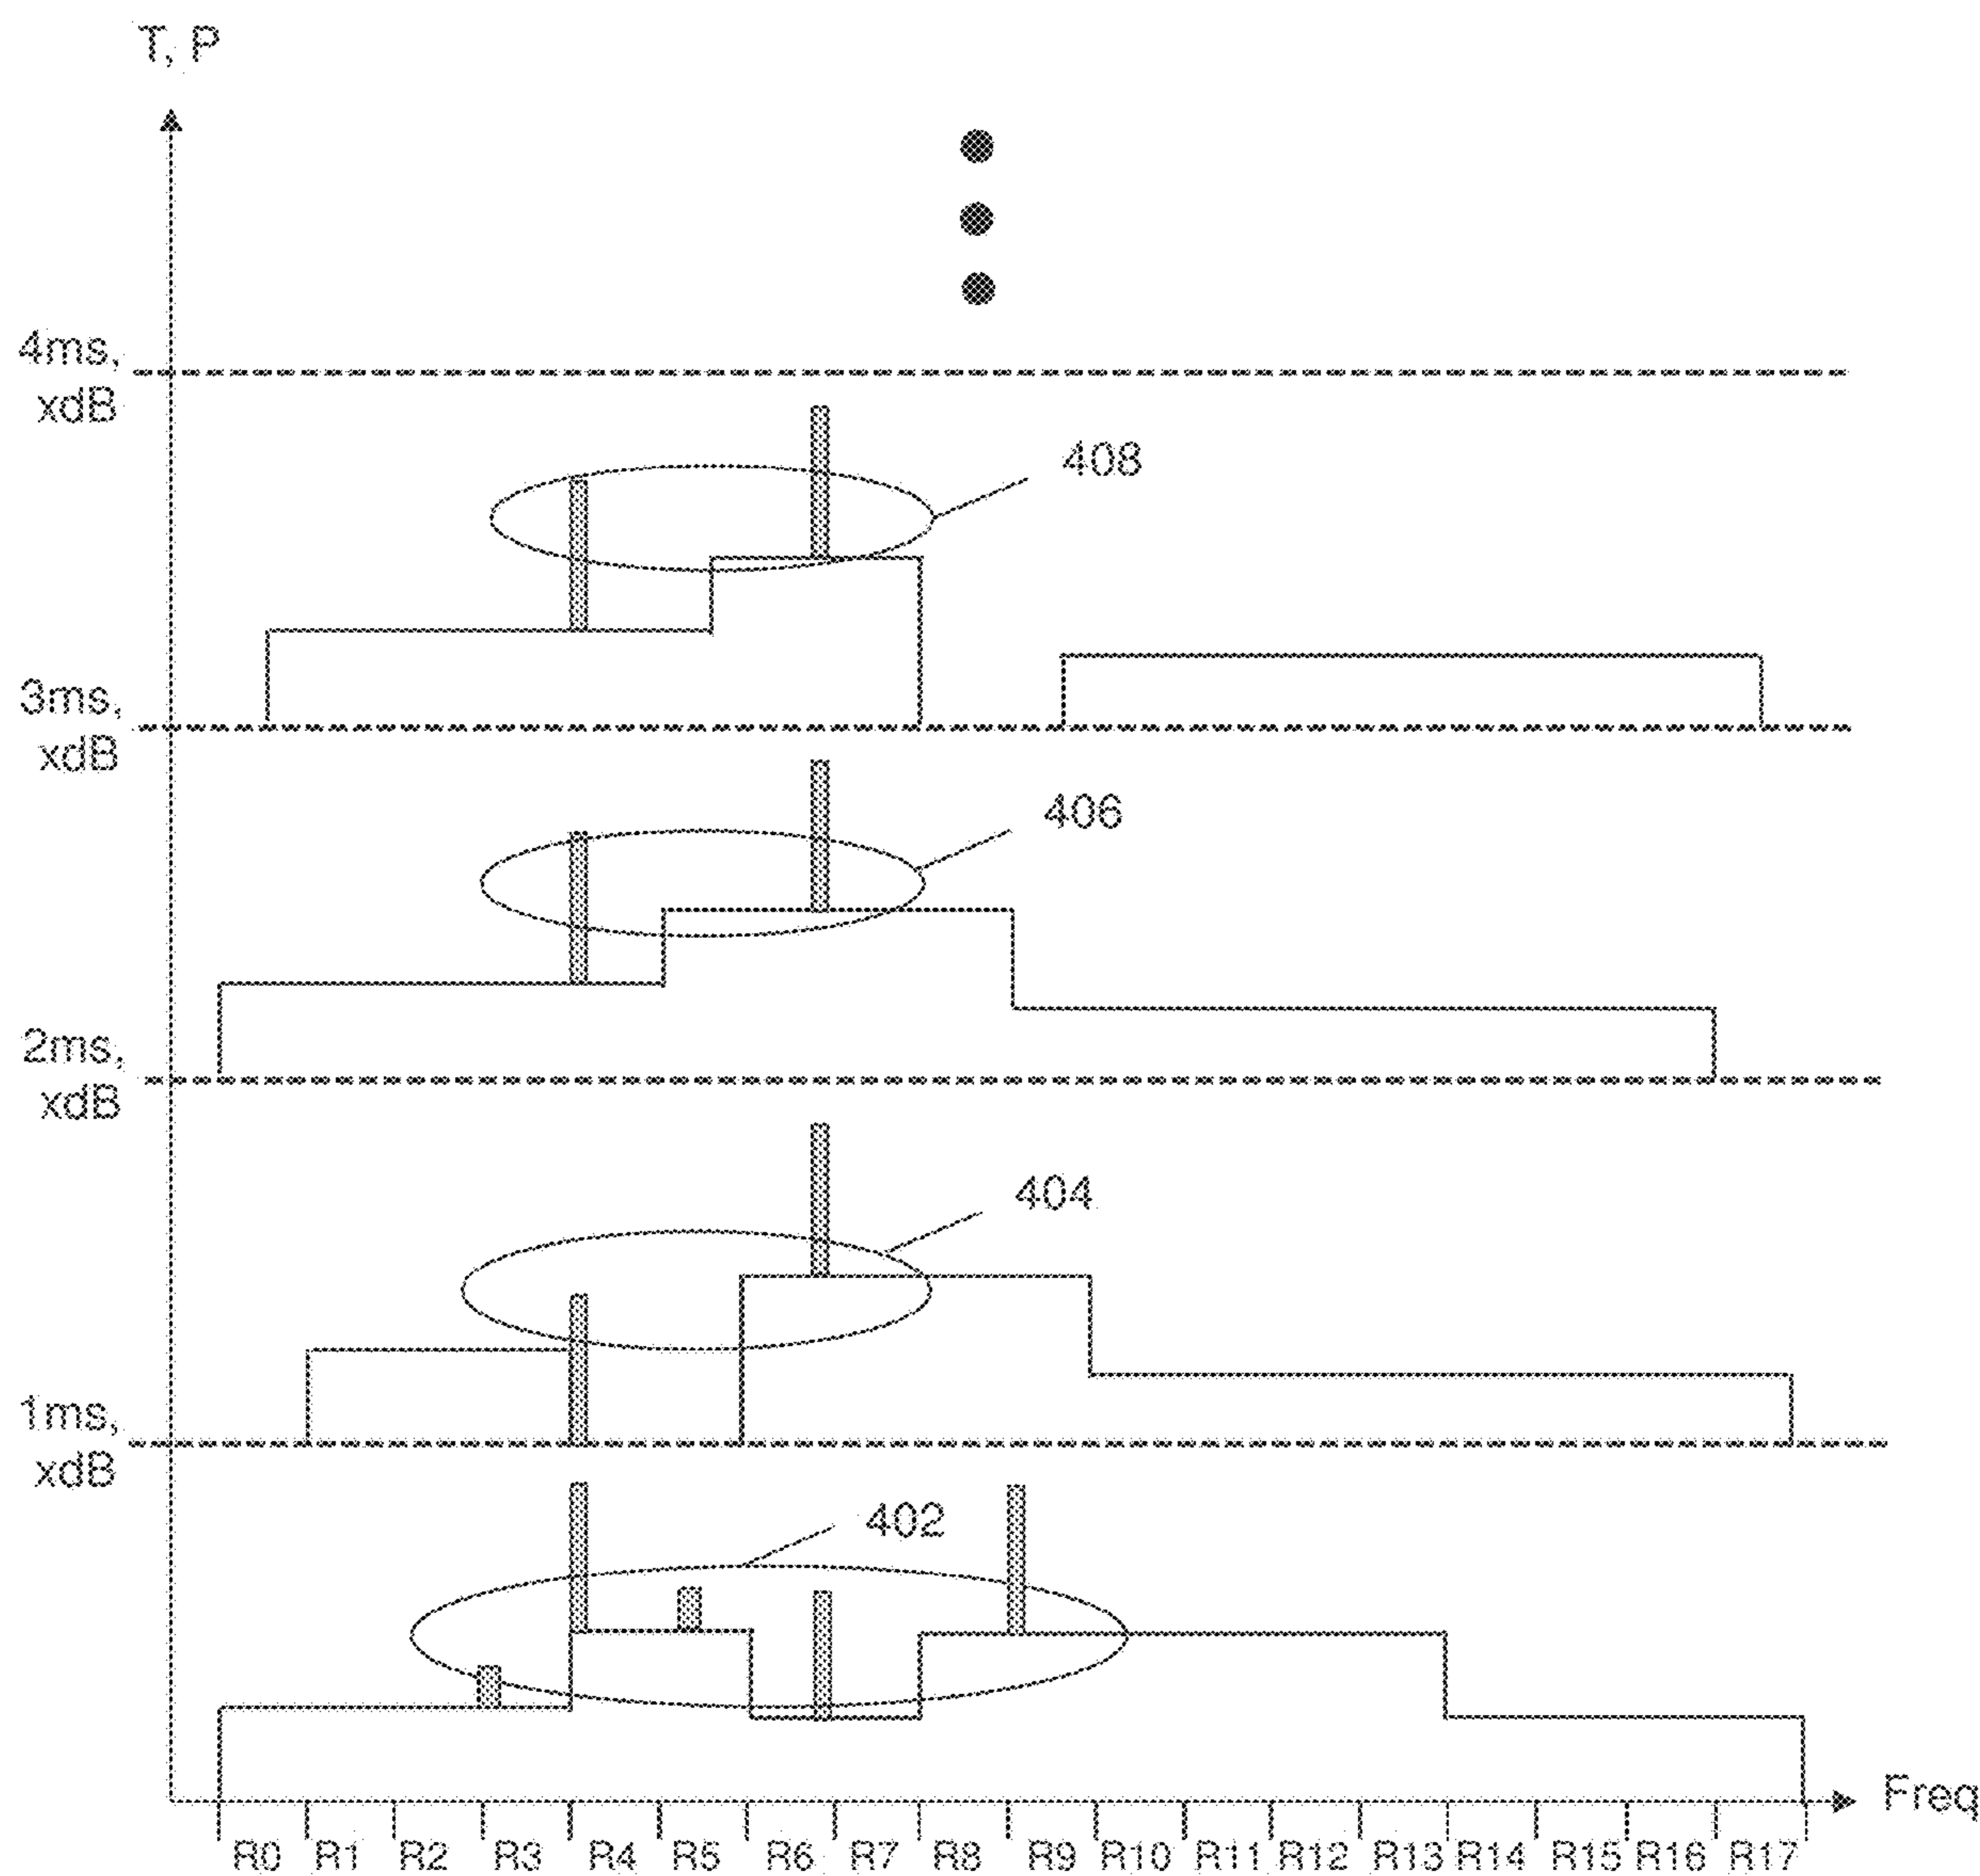 T, P
4ms,
xdB
408
3ms,
xdB
406
2ms,
xdB
404
1ms,
xdB
402
Freq
R0 R1 R2 R3 R4 R5 R6 R7 R8 R9 R10 R11 R12 R13 R14 R15 R16 R17